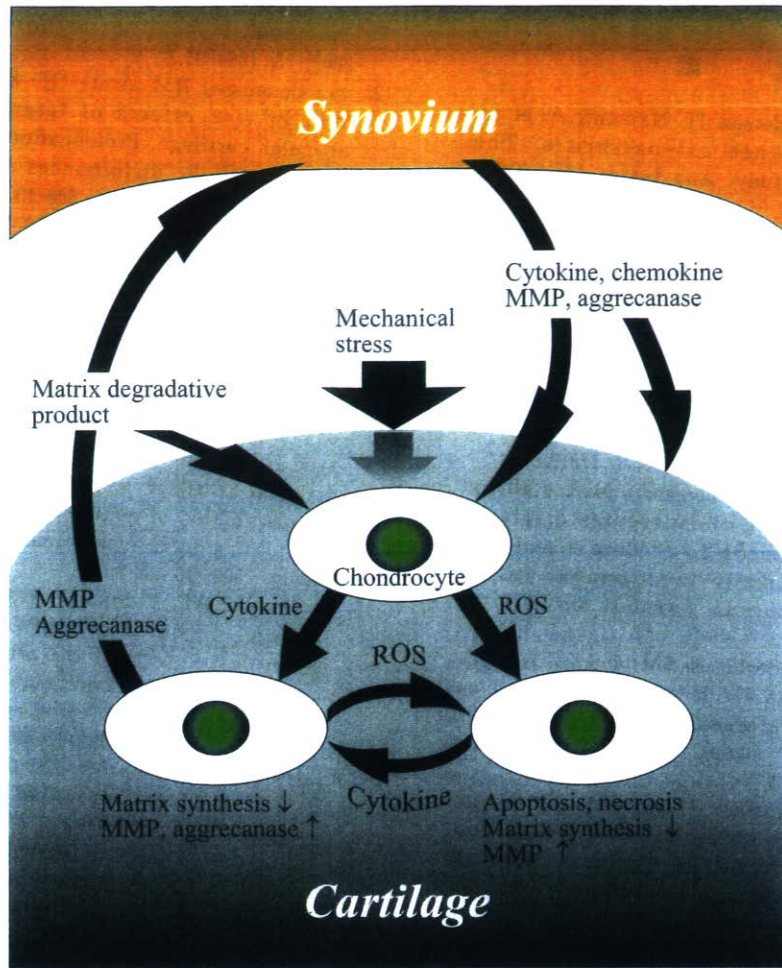 Synovium
Cytokine, chemokine
MMP, aggrecanase
Mechanical
stress
Matrix degradative
product
Chondrocyte
MMP
Aggrecanase
Cytokine
ROS
ROS
Cytokine
Matrix synthesis ↓
MMP, aggrecanase ↑
Apoptosis, necrosis
Matrix synthesis ↓
MMP ↑
Cartilage